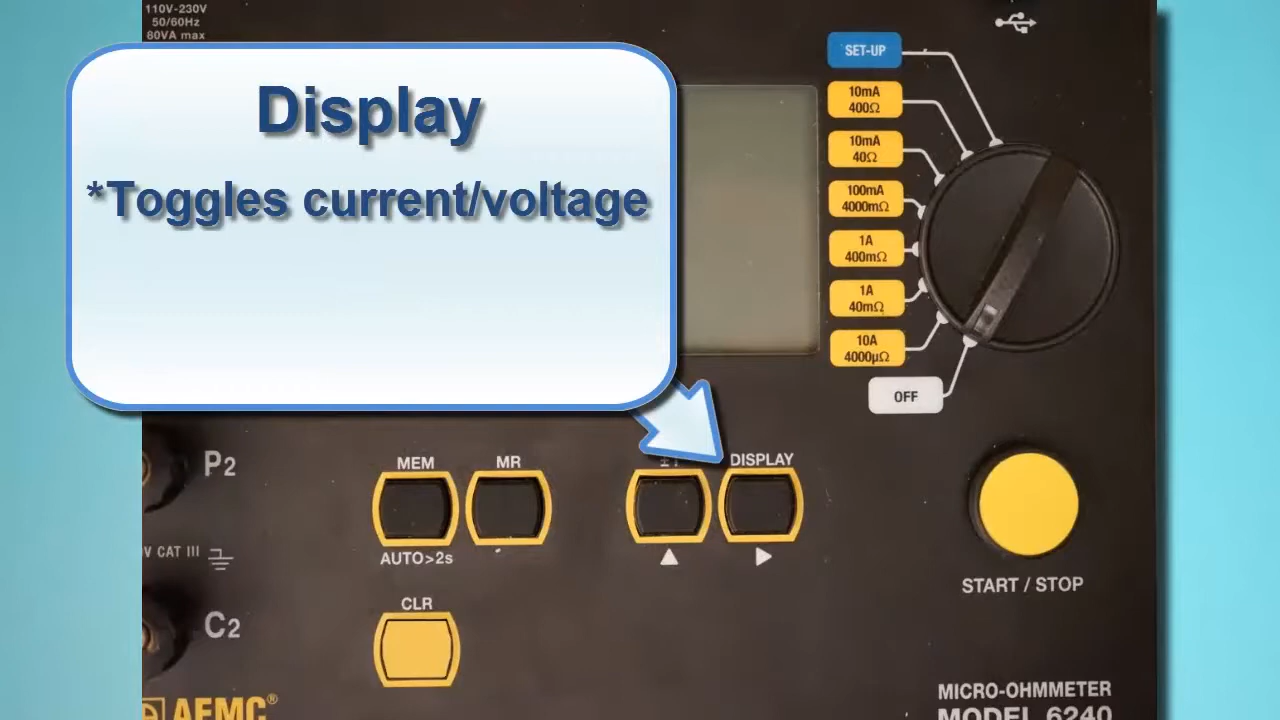 110V-230V
50/60Hz
80VA max
Display
*Toggles current/voltage
SET-UP
10mA
400Ω
10mA
40Ω
100mA
4000mΩ
1A
400mΩ
1A
40mΩ
10A
4000µΩ
OFF
P2
MEM
MR
DISPLAY
V CAT III
AUTO>2s
▲
▶
START / STOP
CLR
C2
AEMC®
MICRO-OHMMETER
MODEL 6240